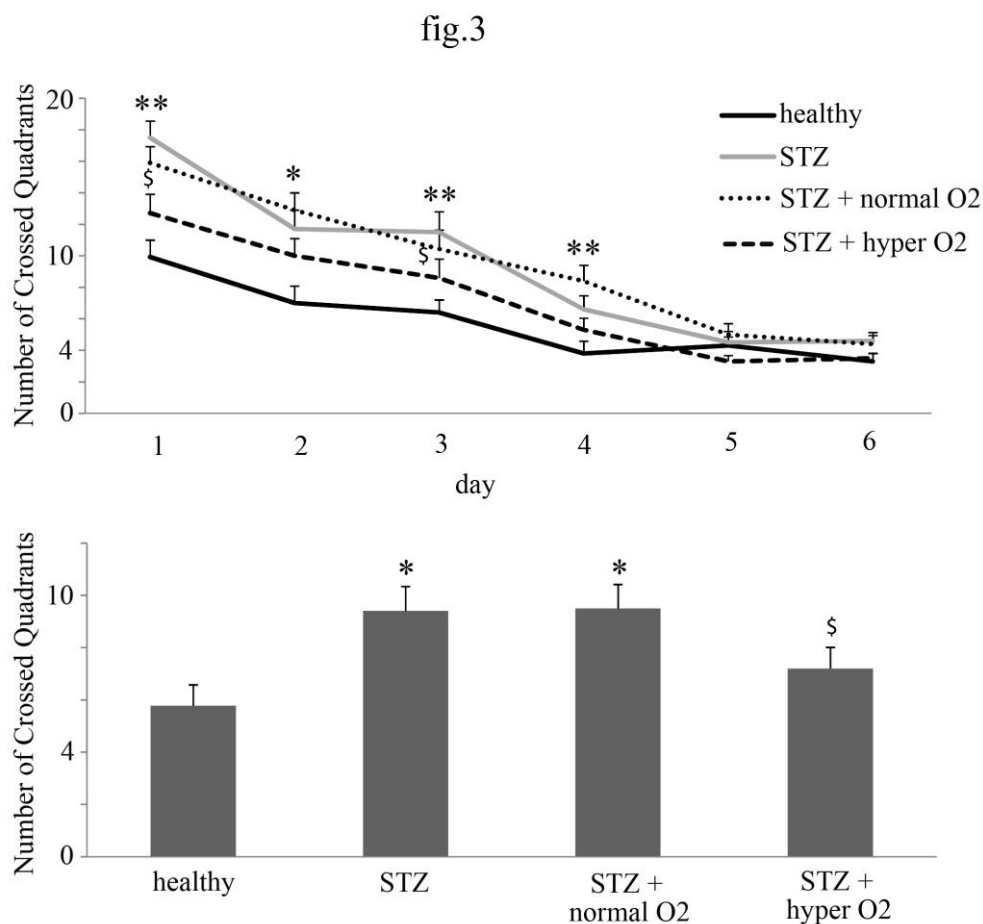 fig.3
Number of Crossed Quadrants
20
10
4
0
**
$
*
**
$
**
healthy
STZ
STZ + normal O2
STZ + hyper O2
1 2 3 4 5 6
day
Number of Crossed Quadrants
10
4
0
*
*
$
healthy
STZ
STZ +
normal O2
STZ +
hyper O2